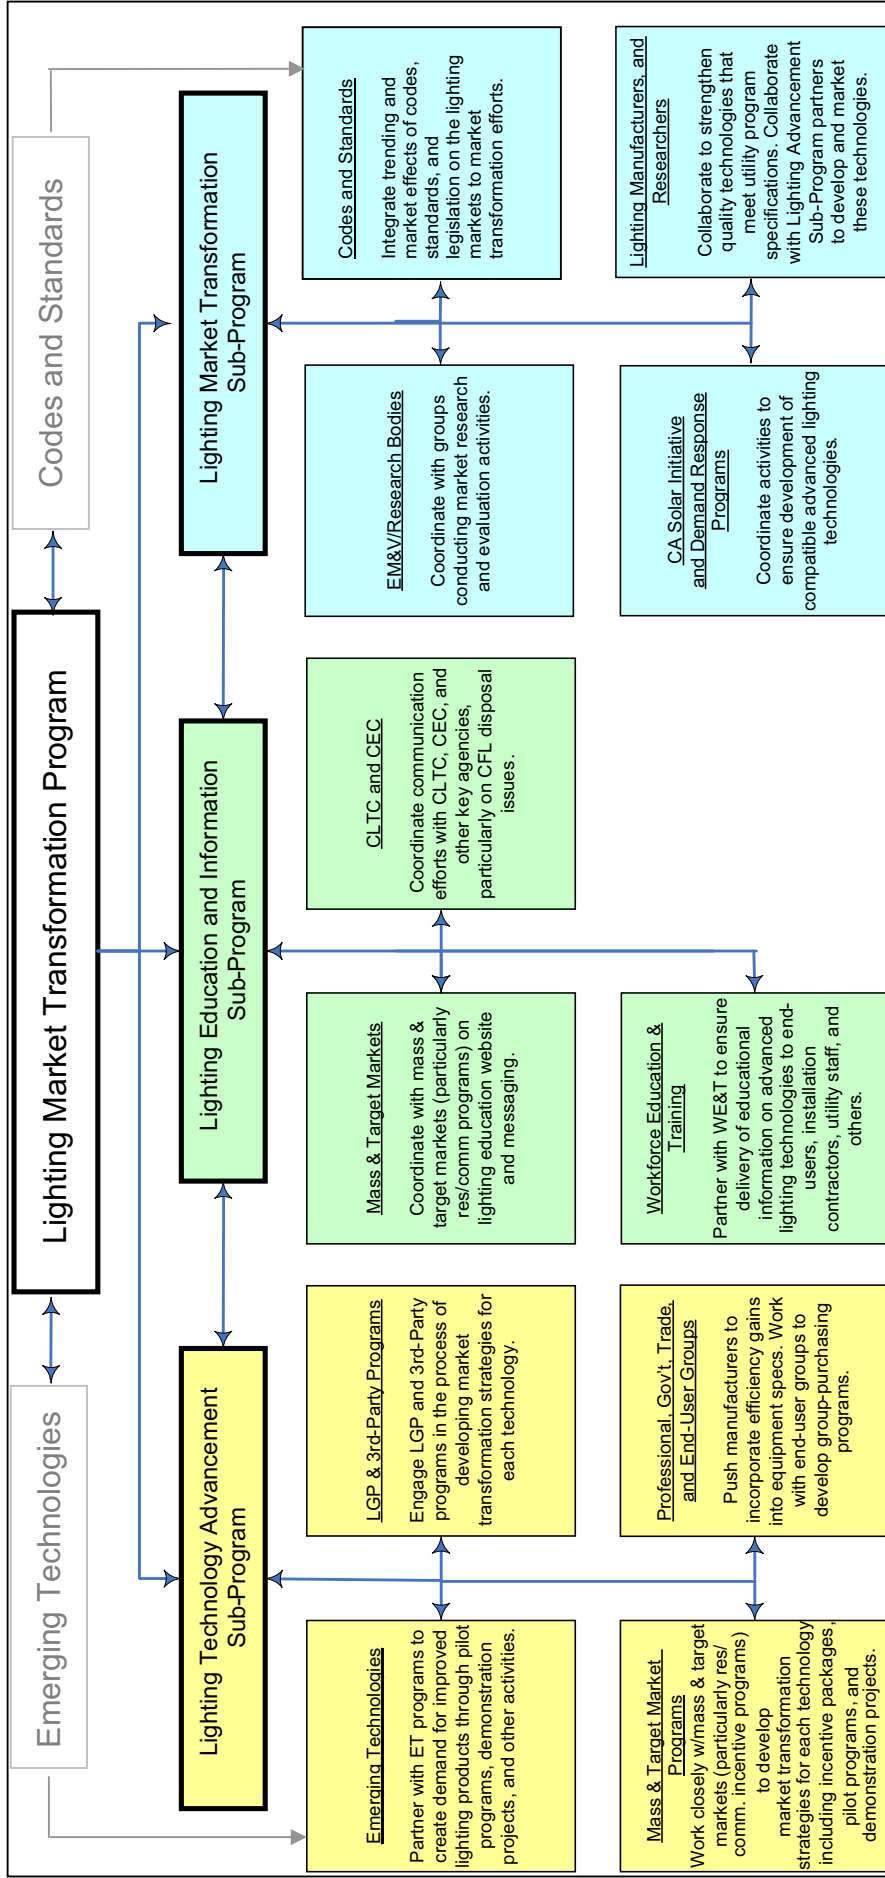 Emerging Technologies
Lighting Market Transformation Program
Codes and Standards
Lighting Technology Advancement
Sub-Program
Lighting Education and Information
Sub-Program
Lighting Market Transformation
Sub-Program
Emerging Technologies
Partner with ET programs to
create demand for improved
lighting products through pilot
programs, demonstration
projects, and other activities.
LGP & 3rd-Party Programs
Engage LGP and 3rd-Party
programs in the process of
developing market
transformation strategies for
each technology.
Mass & Target Markets
Coordinate with mass &
target markets (particularly
res/comm programs) on
lighting education website
and messaging.
CLTC and CEC
Coordinate communication
efforts with CLTC, CEC, and
other key agencies,
particularly on CFL disposal
issues.
EM&V/Research Bodies
Coordinate with groups
conducting market research
and evaluation activities.
Codes and Standards
Integrate trending and
market effects of codes,
standards, and
legislation on the lighting
markets to market
transformation efforts.
Mass & Target Market
Programs
Work closely w/mass & target
markets (particularly res/
comm. incentive programs)
to develop
market transformation
strategies for each technology
including incentive packages,
pilot programs, and
demonstration projects.
Professional, Gov't, Trade,
and End-User Groups
Push manufacturers to
incorporate efficiency gains
into equipment specs. Work
with end-user groups to
develop group-purchasing
programs.
Workforce Education &
Training
Partner with WE&T to ensure
delivery of educational
information on advanced
lighting technologies to end-
users, installation
contractors, utility staff, and
others.
CA Solar Initiative
and Demand Response
Programs
Coordinate activities to
ensure development of
compatible advanced lighting
technologies.
Lighting Manufacturers, and
Researchers
Collaborate to strengthen
quality technologies that
meet utility program
specifications. Collaborate
with Lighting Advancement
Sub-Program partners
to develop and market
these technologies.